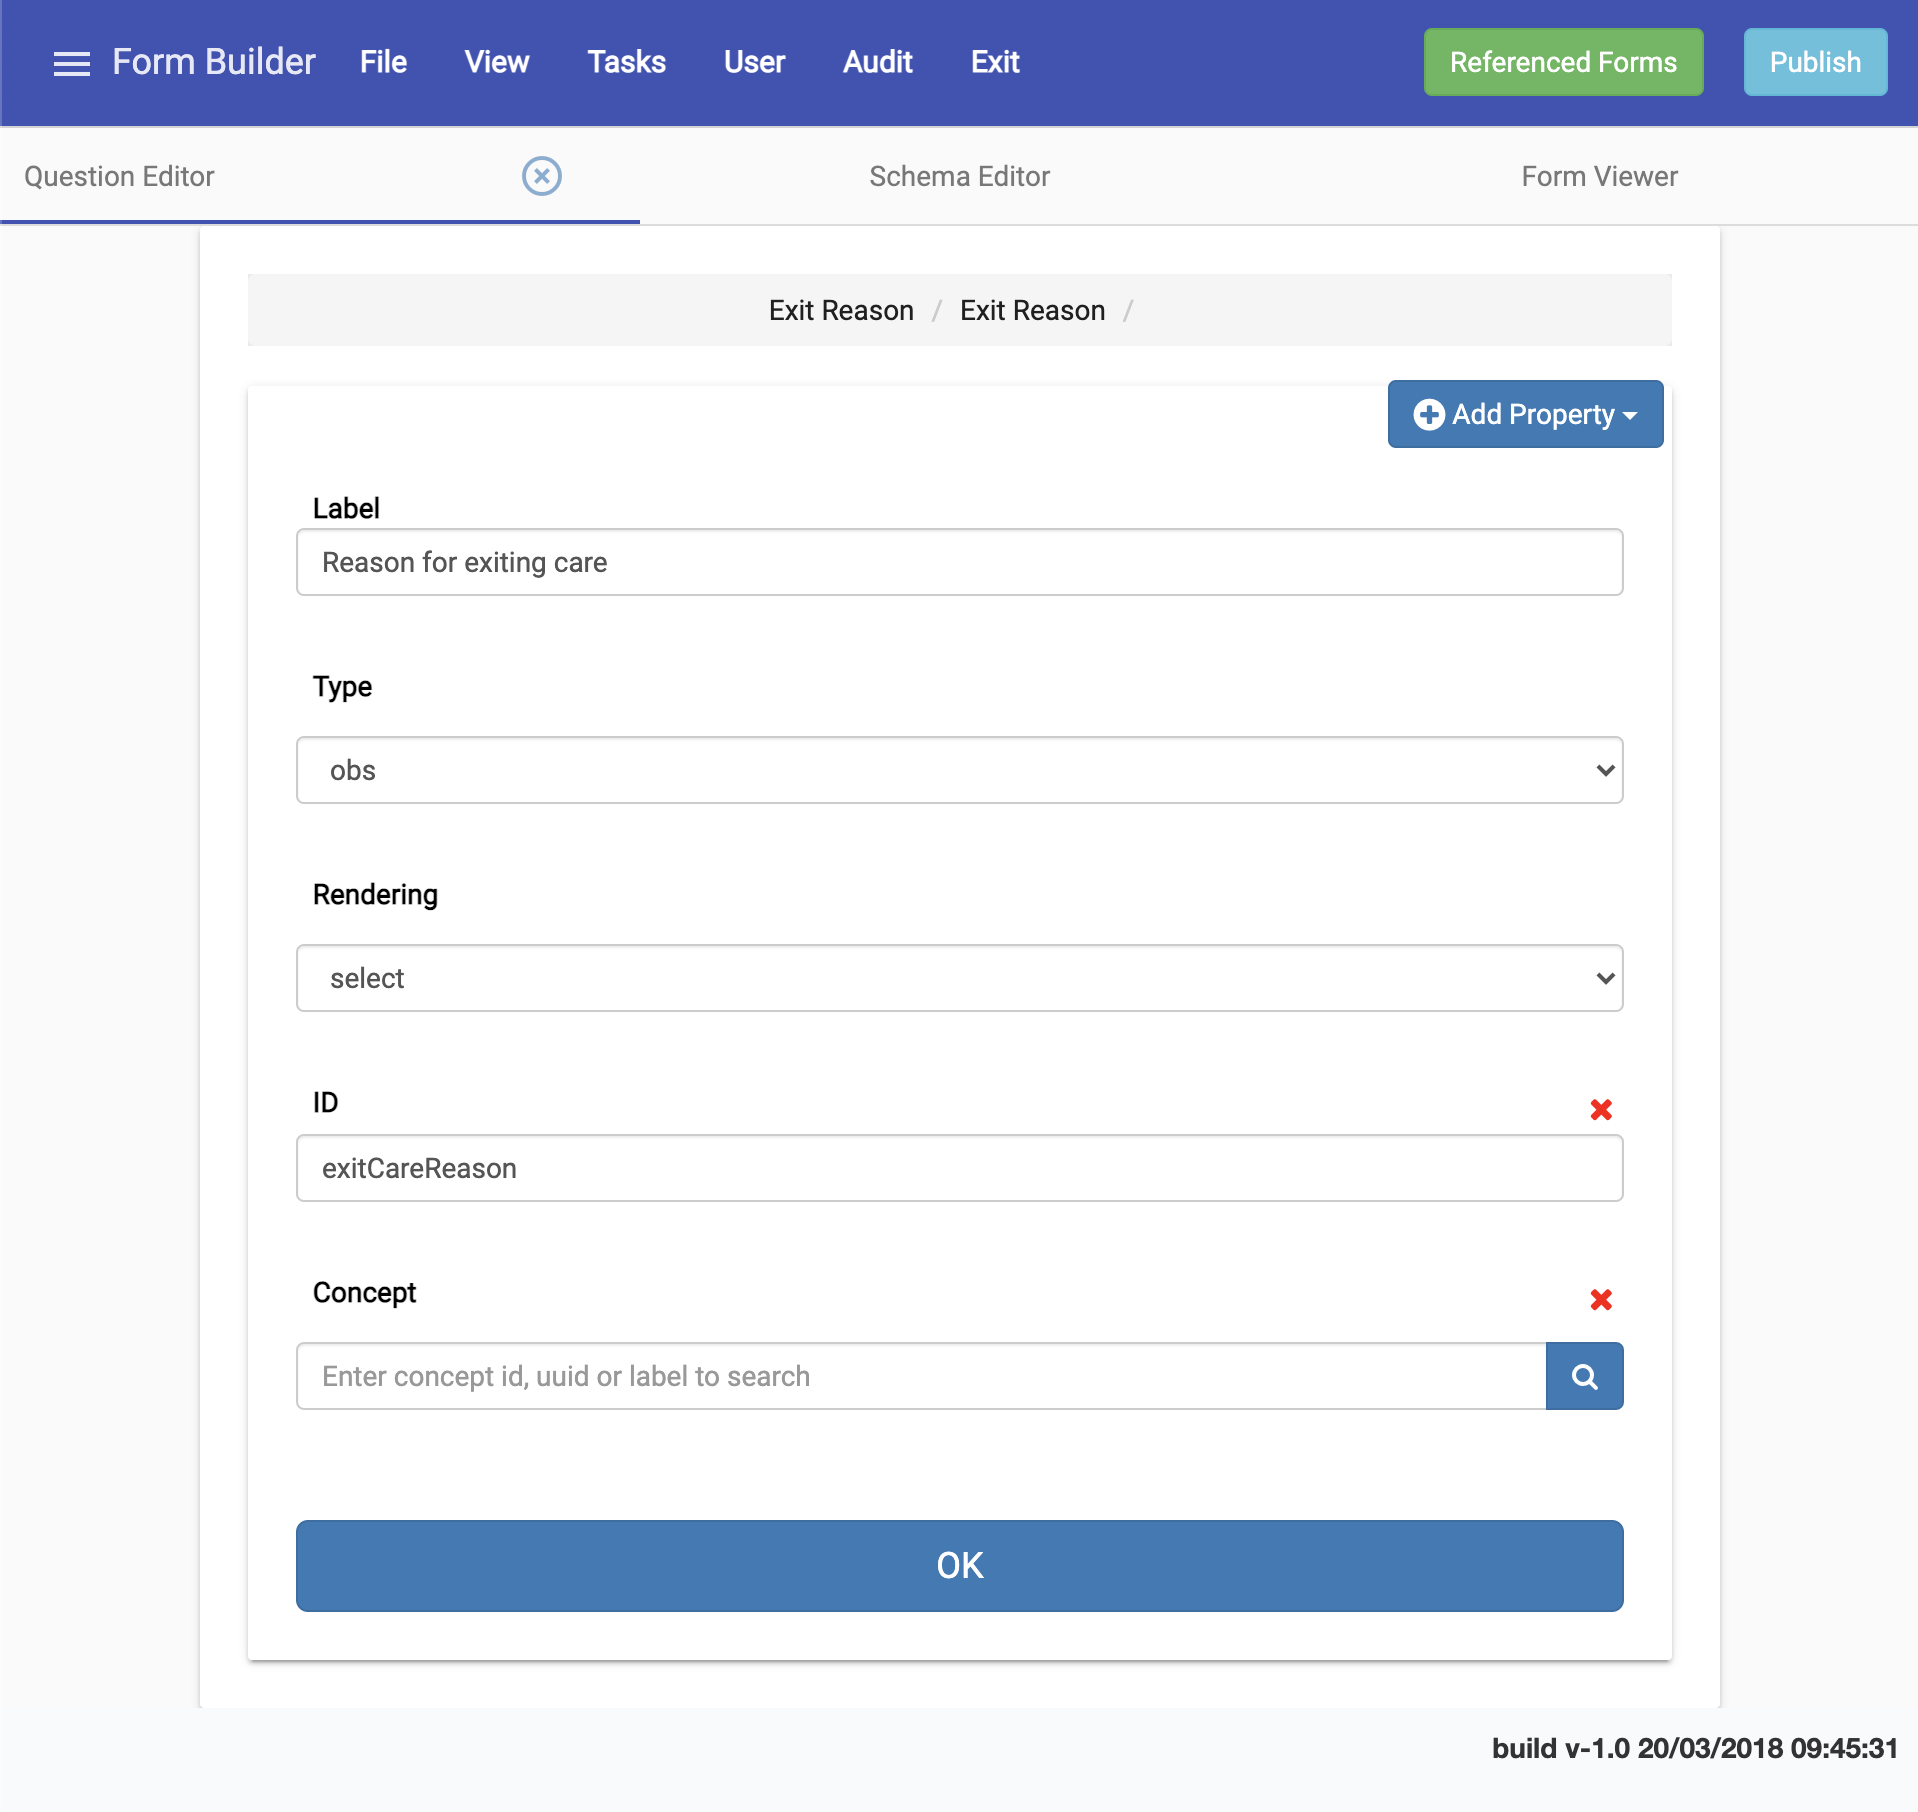 Form Builder File View Tasks User Audit Exit Referenced Forms Publish
Question Editor Schema Editor Form Viewer
Exit Reason / Exit Reason /
Add Property
Label
Reason for exiting care
Type
obs
Rendering
select
ID
exitCareReason
Concept
Enter concept id, uuid or label to search
OK
build v-1.0 20/03/2018 09:45:31